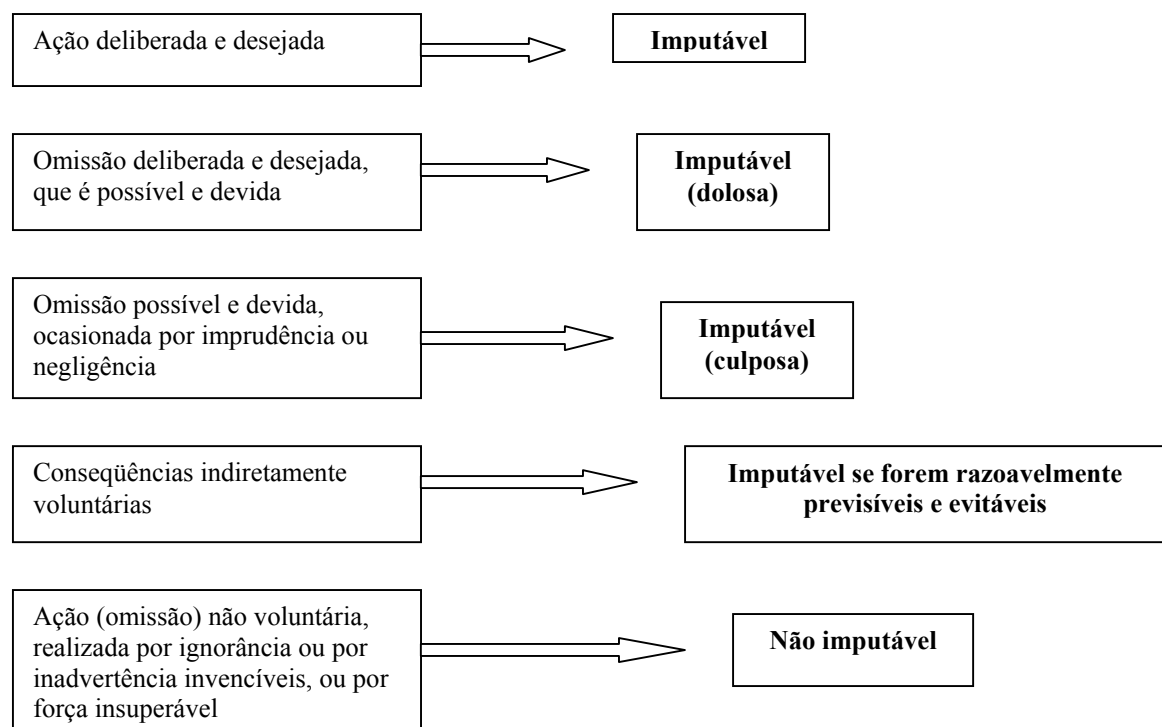 Ação deliberada e desejada
Imputável
Omissão deliberada e desejada,
que é possível e devida
Imputável
(dolosa)
Omissão possível e devida,
ocasionada por imprudência ou
negligência
Imputável
(culposa)
Conseqüências indiretamente
voluntárias
Imputável se forem razoavelmente
previsíveis e evitáveis
Ação (omissão) não voluntária,
realizada por ignorância ou por
inadvertência invencíveis, ou por
força insuperável
Não imputável